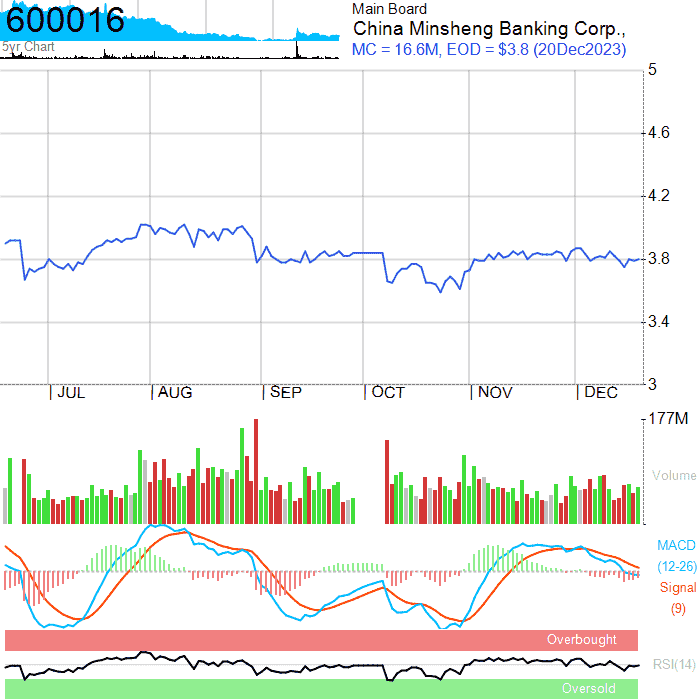 600016
5yr Chart
Main Board
China Minsheng Banking Corp.,
MC = 16.6M, EOD = $3.8 (20Dec2023)
5
4.6
4.2
3.8
3.4
3
JUL AUG SEP OCT NOV DEC
177M
Volume
MACD
(12-26)
Signal
(9)
Overbought
RSI(14)
Oversold